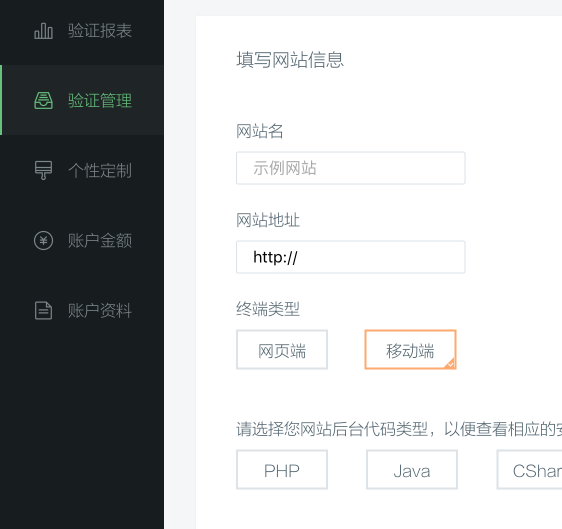 验证报表
验证管理
个性定制
账户金额
账户资料
填写网站信息
网站名
示例网站
网站地址
http://
终端类型
网页端
移动端
请选择您网站后台代码类型，以便查看相应的
PHP
Java
CShar